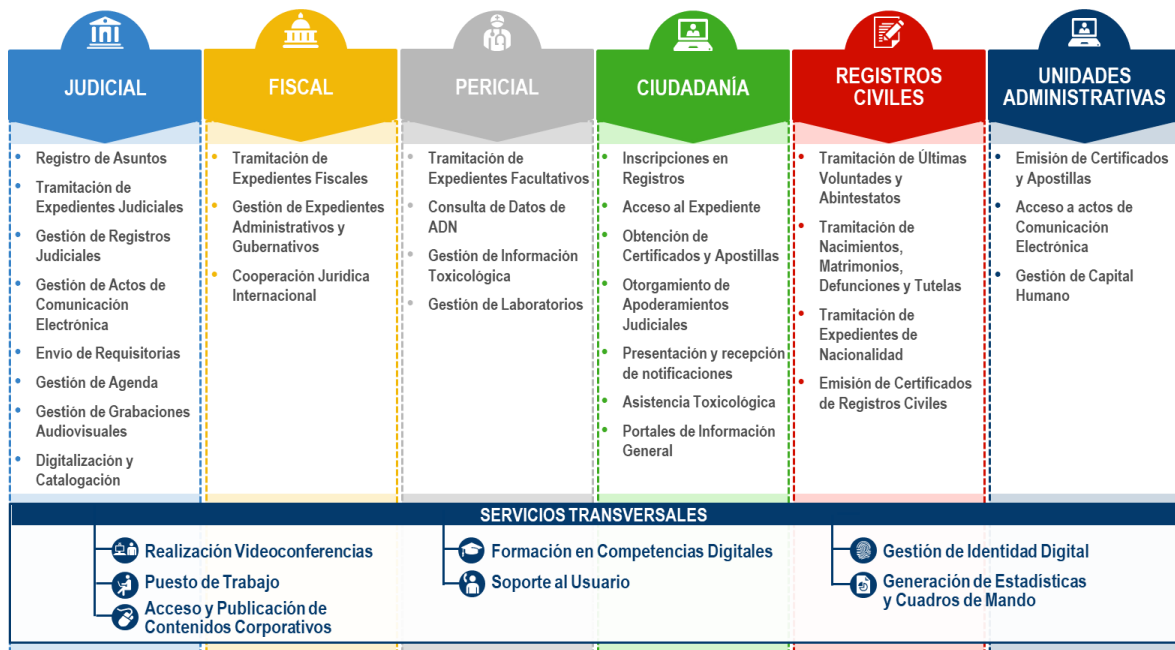 JUDICIAL
Registro de Asuntos
Tramitación de
Expedientes Judiciales
Gestión de Registros
Judiciales
Gestión de Actos de
Comunicación
Electrónica
Envío de Requisitorias
Gestión de Agenda
Gestión de Grabaciones
Audiovisuales
Digitalización y
Catalogación
FISCAL
Tramitación de
Expedientes Fiscales
Gestión de Expedientes
Administrativos y
Gubernativos
Cooperación Jurídica
Internacional
PERICIAL
Tramitación de
Expedientes Facultativos
Consulta de Datos de
ADN
Gestión de Información
Toxicológica
Gestión de Laboratorios
CIUDADANÍA
Inscripciones en
Registros
Acceso al Expediente
Obtención de
Certificados y Apostillas
Otorgamiento de
Apoderamientos
Judiciales
Presentación y recepción
de notificaciones
Asistencia Toxicológica
Portales de Información
General
REGISTROS
CIVILES
Tramitación de Últimas
Voluntades y
Abintestatos
Tramitación de
Nacimientos,
Matrimonios,
Defunciones y Tutelas
Tramitación de
Expedientes de
Nacionalidad
Emisión de Certificados
de Registros Civiles
UNIDADES
ADMINISTRATIVAS
Emisión de Certificados
y Apostillas
Acceso a actos de
Comunicación
Electrónica
Gestión de Capital
Humano
SERVICIOS TRANSVERSALES
Realización Videoconferencias
Puesto de Trabajo
Acceso y Publicación de
Contenidos Corporativos
Formación en Competencias Digitales
Soporte al Usuario
Gestión de Identidad Digital
Generación de Estadísticas
y Cuadros de Mando